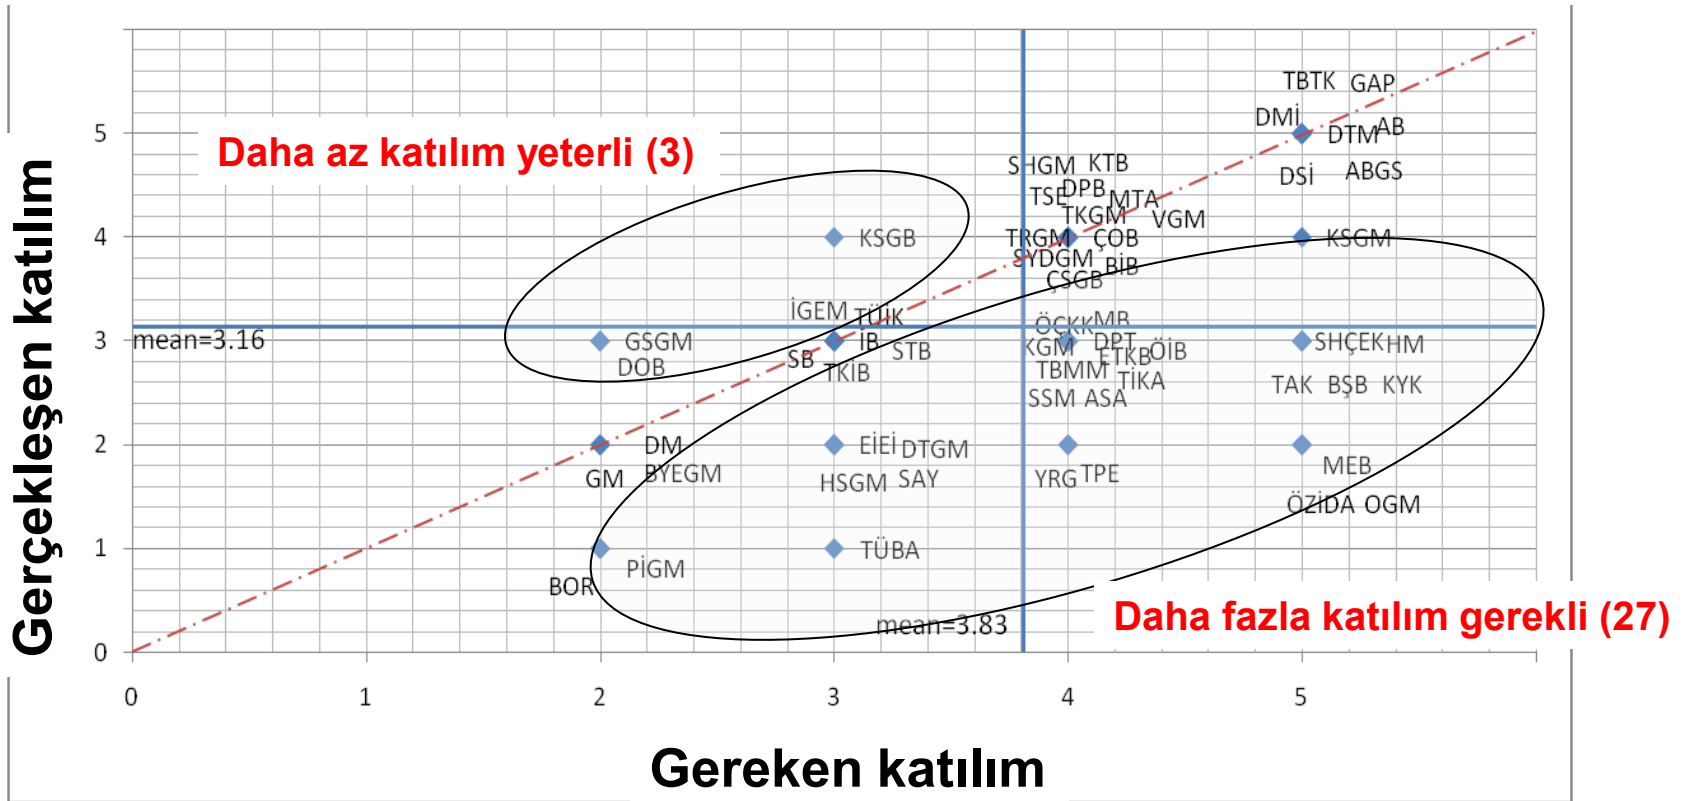 TBTK GAP
DMİ
5
DTM AB
Daha az katılım yeterli (3)
SHGM KTB
DSİ ABGS
DPB
TSE MTA
TKGM VGM
4
KSGB
TRGM ÇOB
KSGM
SYDGM BİB
ÇSGB
İGEM TÜİK
ÖÇKK MB
mean=3.16
3
GSGM
İB
STB
KGM DPT
ETKB ÖİB
SHÇEK HM
DOB
SB
TKİB
TBMM
TİKA
TAK BŞB KYK
SSM ASA
2
DM
EİEİ DTGM
GM BYEGM
HSGM SAY
YRG TPE
MEB
ÖZİDA OGM
1
TÜBA
PİGM
BOR
mean=3.83
Daha fazla katılım gerekli (27)
0
0 1 2 3 4 5
Gerçekleşen katılım
Gereken katılım